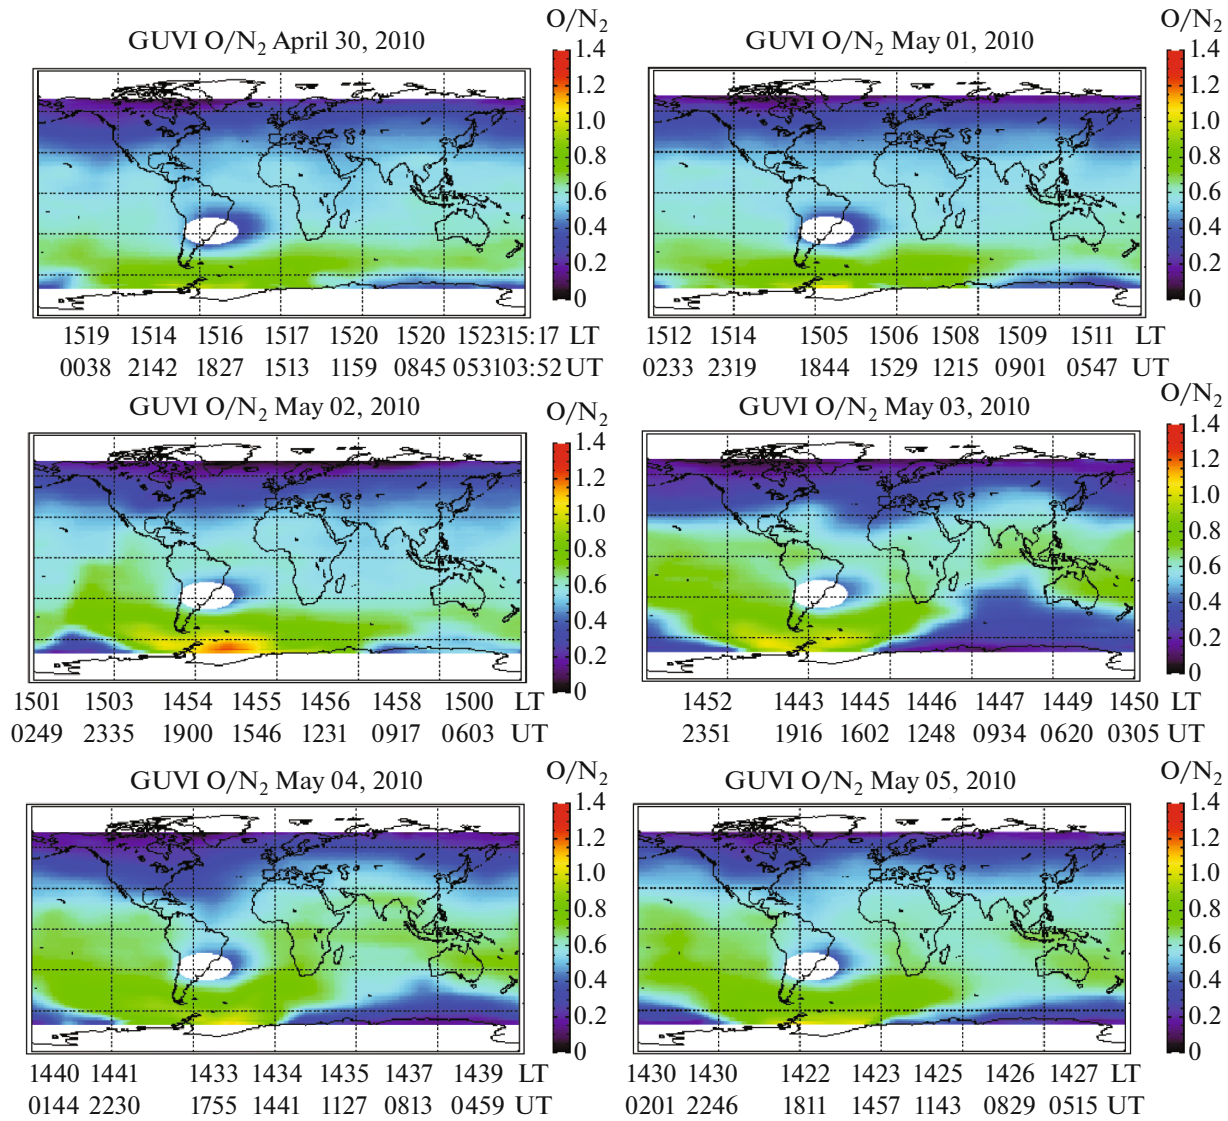 O/N2 O/N2
GUVI O/N2 April 30, 2010 GUVI O/N2 May 01, 2010
1.4 1.4
1.2 1.2
1.0 1.0
0.8 0.8
0.6 0.6
0.4 0.4
0.2 0.2
0 0
1519 1514 1516 1517 1520 1520 152315:17 LT 1512 1514 1505 1506 1508 1509 1511 LT
0038 2142 1827 1513 1159 0845 053103:52 UT 0233 2319 1844 1529 1215 0901 0547 UT
GUVI O/N2 May 02, 2010 O/N2 GUVI O/N2 May 03, 2010 O/N2
1.4 1.4
1.2 1.2
1.0 1.0
0.8 0.8
0.6 0.6
0.4 0.4
0.2 0.2
0 0
1501 1503 1454 1455 1456 1458 1500 LT 1452 1443 1445 1446 1447 1449 1450 LT
0249 2335 1900 1546 1231 0917 0603 UT 2351 1916 1602 1248 0934 0620 0305 UT
GUVI O/N2 May 04, 2010 O/N2 GUVI O/N2 May 05, 2010 O/N2
1.4 1.4
1.2 1.2
1.0 1.0
0.8 0.8
0.6 0.6
0.4 0.4
0.2 0.2
0 0
1440 1441 1433 1434 1435 1437 1439 LT 1430 1430 1422 1423 1425 1426 1427 LT
0144 2230 1755 1441 1127 0813 0459 UT 0201 2246 1811 1457 1143 0829 0515 UT